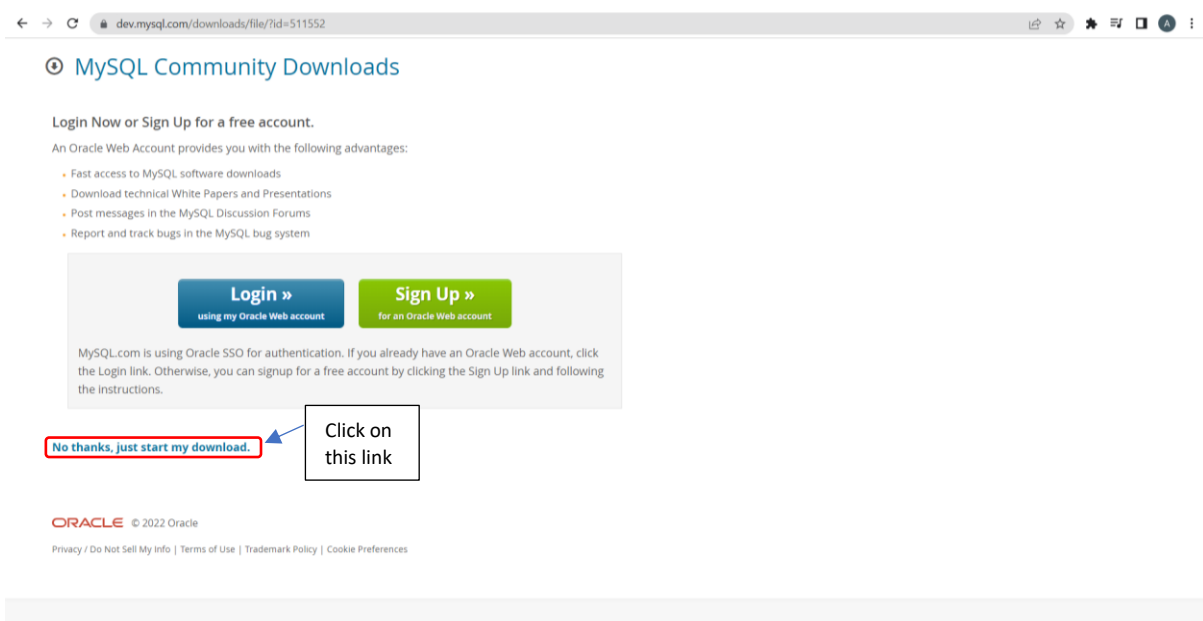 dev.mysql.com/downloads/file/?id=511552
A
MySQL Community Downloads
Login Now or Sign Up for a free account.
An Oracle Web Account provides you with the following advantages:
Fast access to MySQL software downloads
Download technical White Papers and Presentations
Post messages in the MySQL Discussion Forums
Report and track bugs in the MySQL bug system
Login »
using my Oracle Web account
Sign Up »
for an Oracle Web account
MySQL.com is using Oracle SSO for authentication. If you already have an Oracle Web account, click
the Login link. Otherwise, you can signup for a free account by clicking the Sign Up link and following
the instructions.
No thanks, just start my download.
Click on
this link
ORACLE © 2022 Oracle
Privacy / Do Not Sell My Info | Terms of Use | Trademark Policy | Cookie Preferences